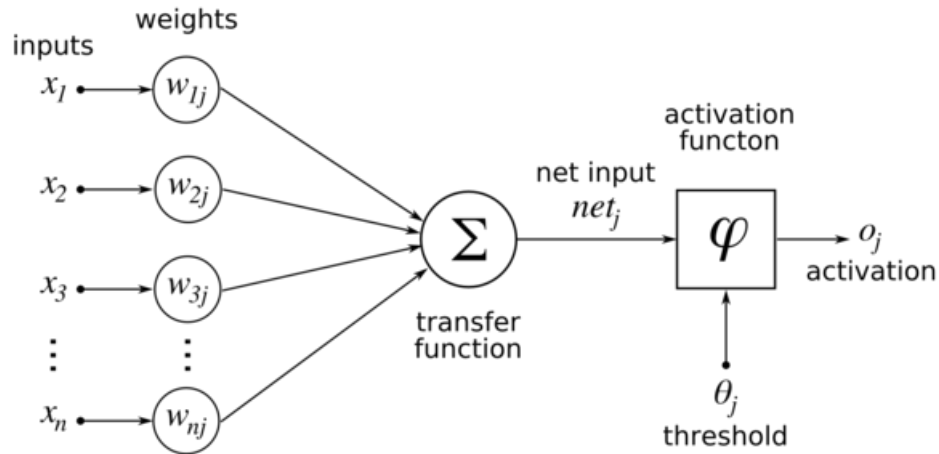 weights
inputs
x₁
w₁ⱼ
x₂
w₂ⱼ
x₃
w₃ⱼ
⋮
⋮
xₙ
wₙⱼ
Σ
transfer
function
net input
netⱼ
activation
functon
φ
oⱼ
activation
θⱼ
threshold